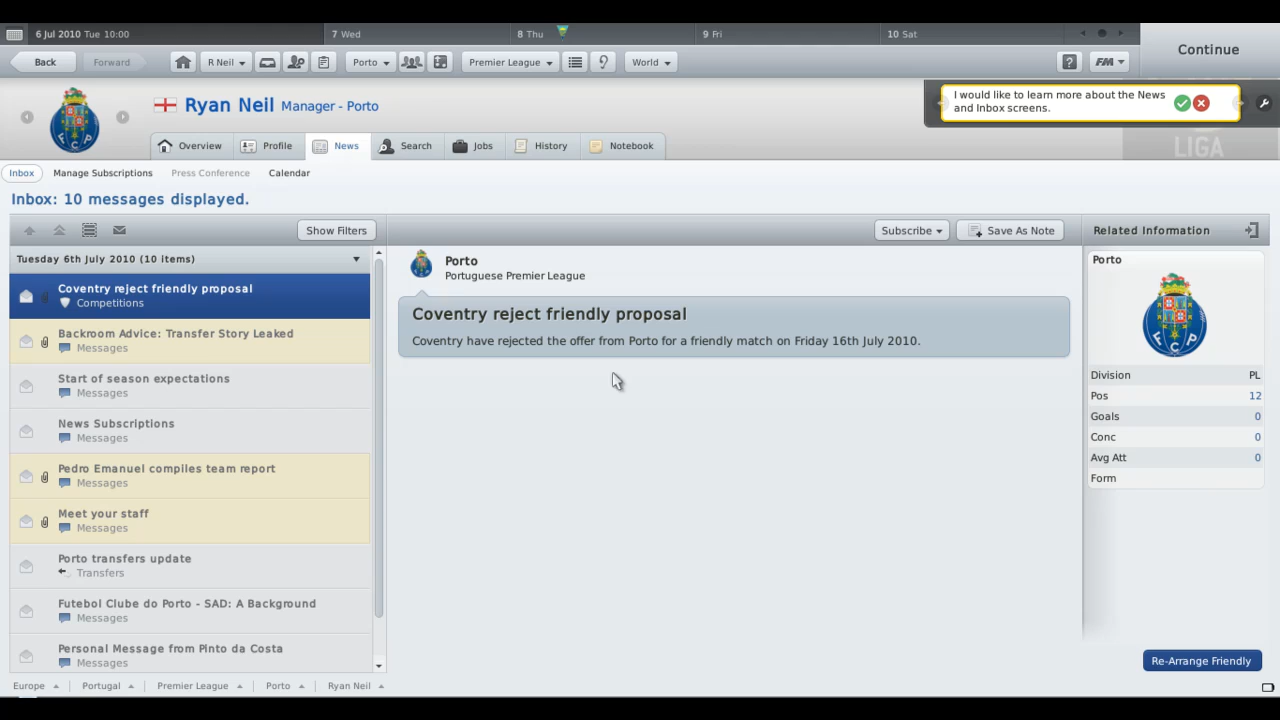 6 Jul 2010 Tue 10:00
7 Wed
8 Thu
9 Fri
10 Sat
Continue
Back
Forward
R Neil
Porto
Premier League
World
?
FM
Ryan Neil Manager - Porto
I would like to learn more about the News
and Inbox screens.
LIGA
Overview
Profile
News
Search
Jobs
History
Notebook
Inbox
Manage Subscriptions
Press Conference
Calendar
Inbox: 10 messages displayed.
Show Filters
Subscribe
Save As Note
Related Information
Tuesday 6th July 2010 (10 items)
Coventry reject friendly proposal
Competitions
Backroom Advice: Transfer Story Leaked
Messages
Start of season expectations
Messages
News Subscriptions
Messages
Pedro Emanuel compiles team report
Messages
Meet your staff
Messages
Porto transfers update
Transfers
Futebol Clube do Porto - SAD: A Background
Messages
Personal Message from Pinto da Costa
Messages
Porto
Portuguese Premier League
Coventry reject friendly proposal
Coventry have rejected the offer from Porto for a friendly match on Friday 16th July 2010.
Porto
Division PL
Pos 12
Goals 0
Conc 0
Avg Att 0
Form
Re-Arrange Friendly
Europe
Portugal
Premier League
Porto
Ryan Neil